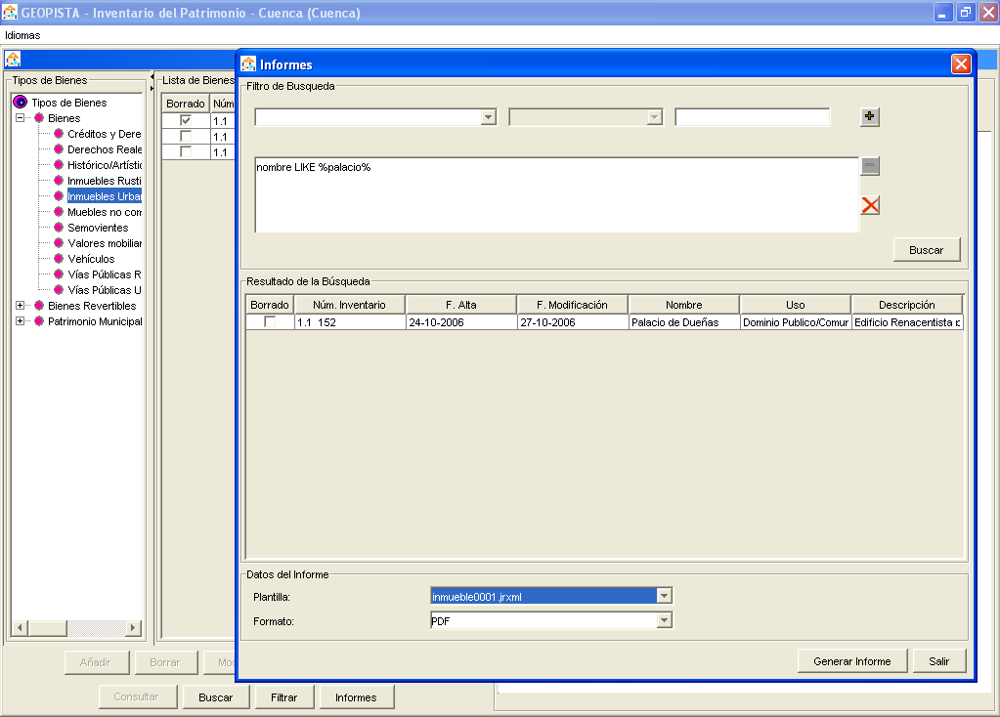 GEOPISTA - Inventario del Patrimonio - Cuenca (Cuenca)
Idiomas
Tipos de Bienes
Tipos de Bienes
Bienes
Créditos y Dere
Derechos Reale
Histórico/Artístic
Inmuebles Rusti
Inmuebles Urba
Muebles no com
Semovientes
Valores mobiliar
Vehículos
Vías Públicas R
Vías Públicas U
Bienes Revertibles
Patrimonio Municipal
Lista de Bienes
Borrado Núm
1.1
1.1
1.1
Añadir Borrar Mod
Consultar Buscar Filtrar Informes
Informes
Filtro de Busqueda
nombre LIKE %palacio%
Buscar
Resultado de la Búsqueda
Borrado Núm. Inventario F. Alta F. Modificación Nombre Uso Descripción
1.1 152 24-10-2006 27-10-2006 Palacio de Dueñas Dominio Publico/Comur Edificio Renacentista r
Datos del Informe
Plantilla: inmueble0001.jrxml
Formato: PDF
Generar Informe Salir